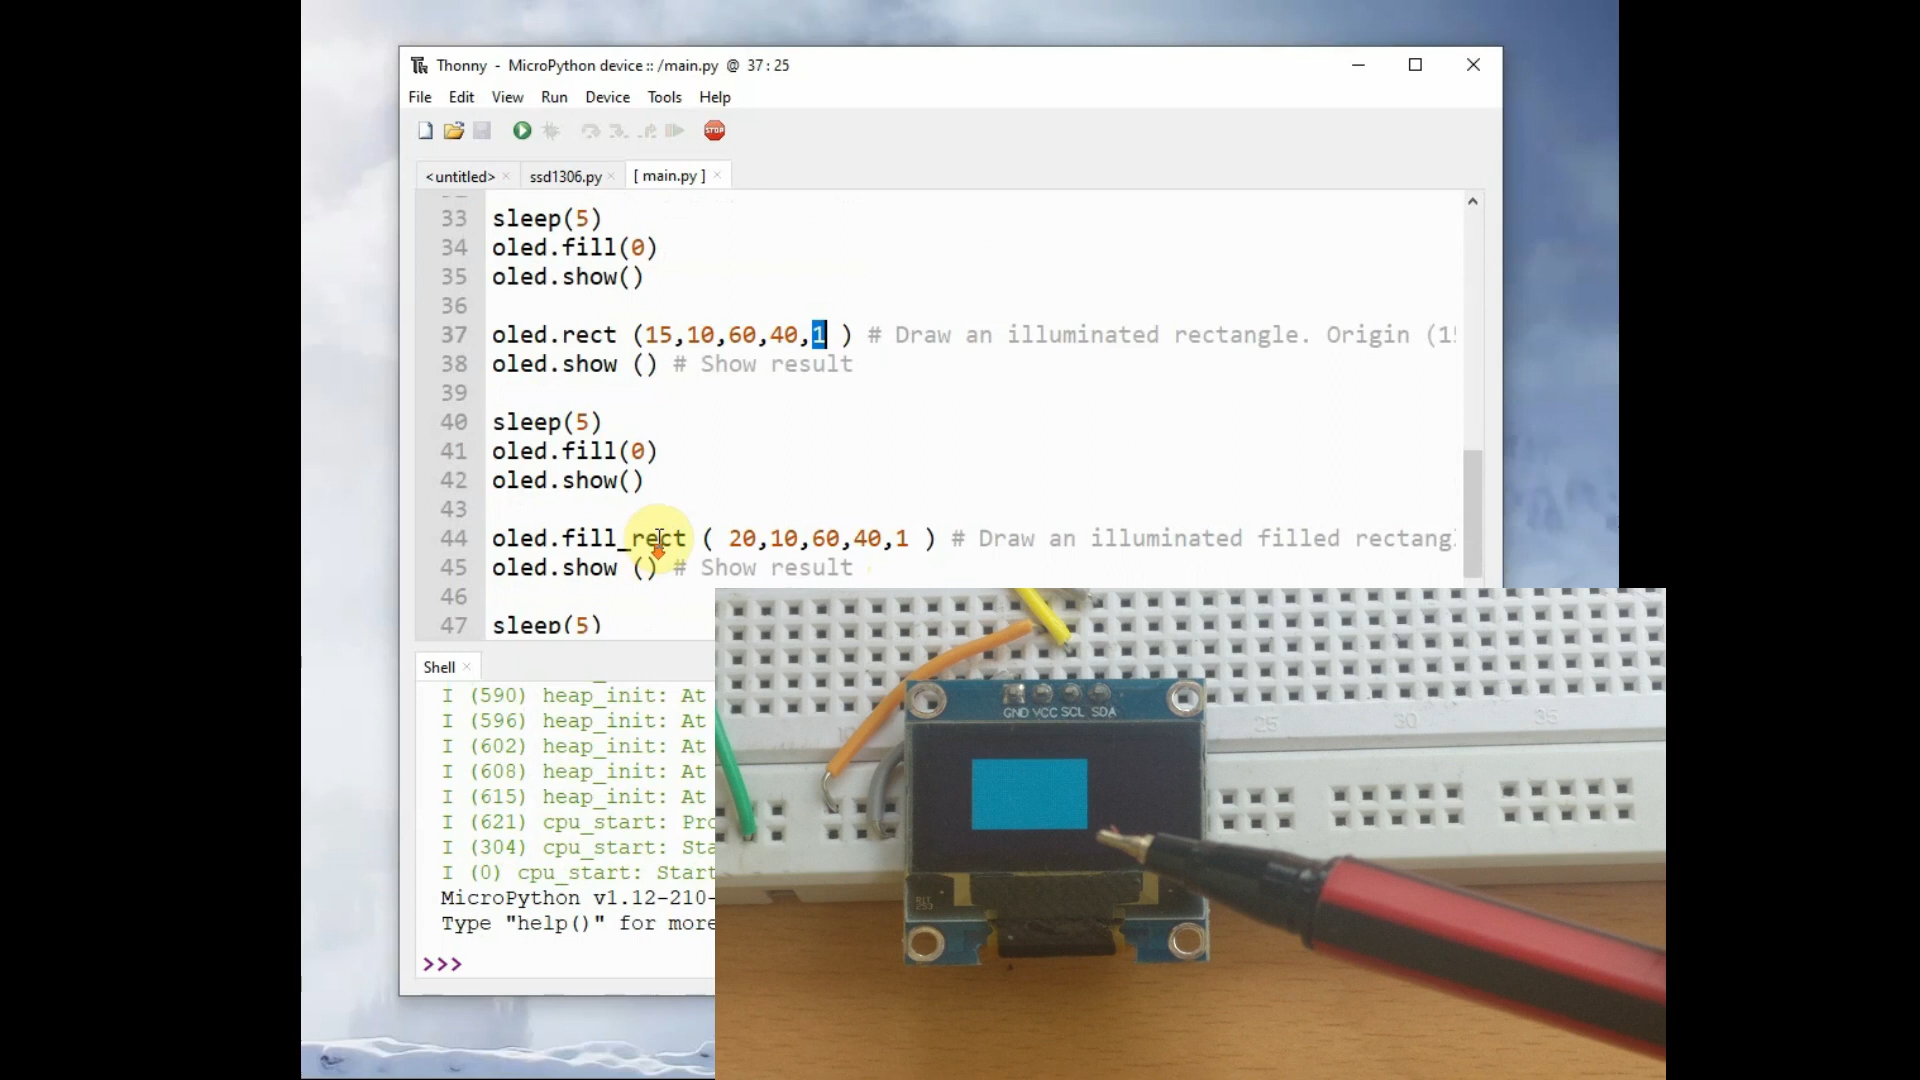 Thonny - MicroPython device :: /main.py @ 37 : 25
File Edit View Run Device Tools Help
STOP
<untitled> ssd1306.py [ main.py ]
33 sleep(5)
34 oled.fill(0)
35 oled.show()
36
37 oled.rect (15,10,60,40,1 ) # Draw an illuminated rectangle. Origin (15
38 oled.show () # Show result
39
40 sleep(5)
41 oled.fill(0)
42 oled.show()
43
44 oled.fill_rect ( 20,10,60,40,1 ) # Draw an illuminated filled rectang
45 oled.show () # Show result
46
47 sleep(5)
Shell
I (590) heap_init: At
I (596) heap_init: At
I (602) heap_init: At
I (608) heap_init: At
I (615) heap_init: At
I (621) cpu_start: Pro
I (304) cpu_start: Sta
I (0) cpu_start: Start
MicroPython v1.12-210-
Type "help()" for more
>>>
GND VCC SCL SDA
25 30 35